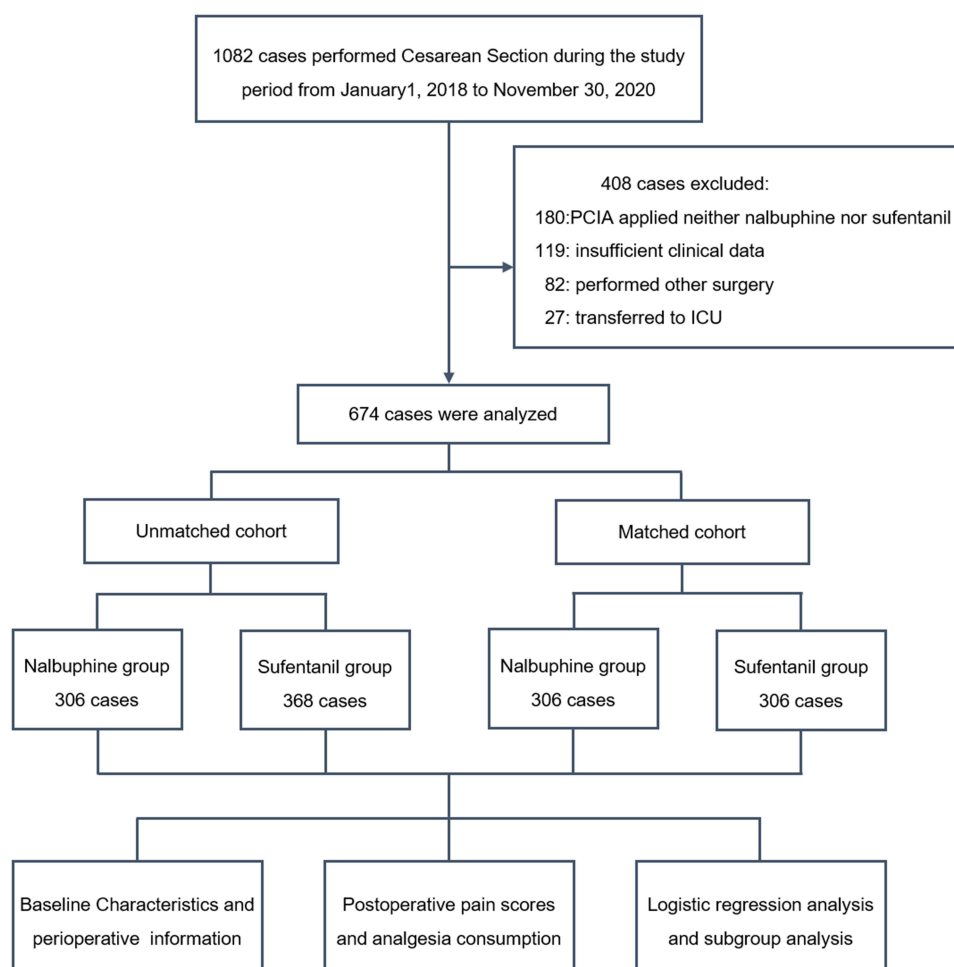 1082 cases performed Cesarean Section during the study
period from January1, 2018 to November 30, 2020
408 cases excluded:
180:PCIA applied neither nalbuphine nor sufentanil
119: insufficient clinical data
82: performed other surgery
27: transferred to ICU
674 cases were analyzed
Unmatched cohort
Matched cohort
Nalbuphine group
306 cases
Sufentanil group
368 cases
Nalbuphine group
306 cases
Sufentanil group
306 cases
Baseline Characteristics and
perioperative information
Postoperative pain scores
and analgesia consumption
Logistic regression analysis
and subgroup analysis